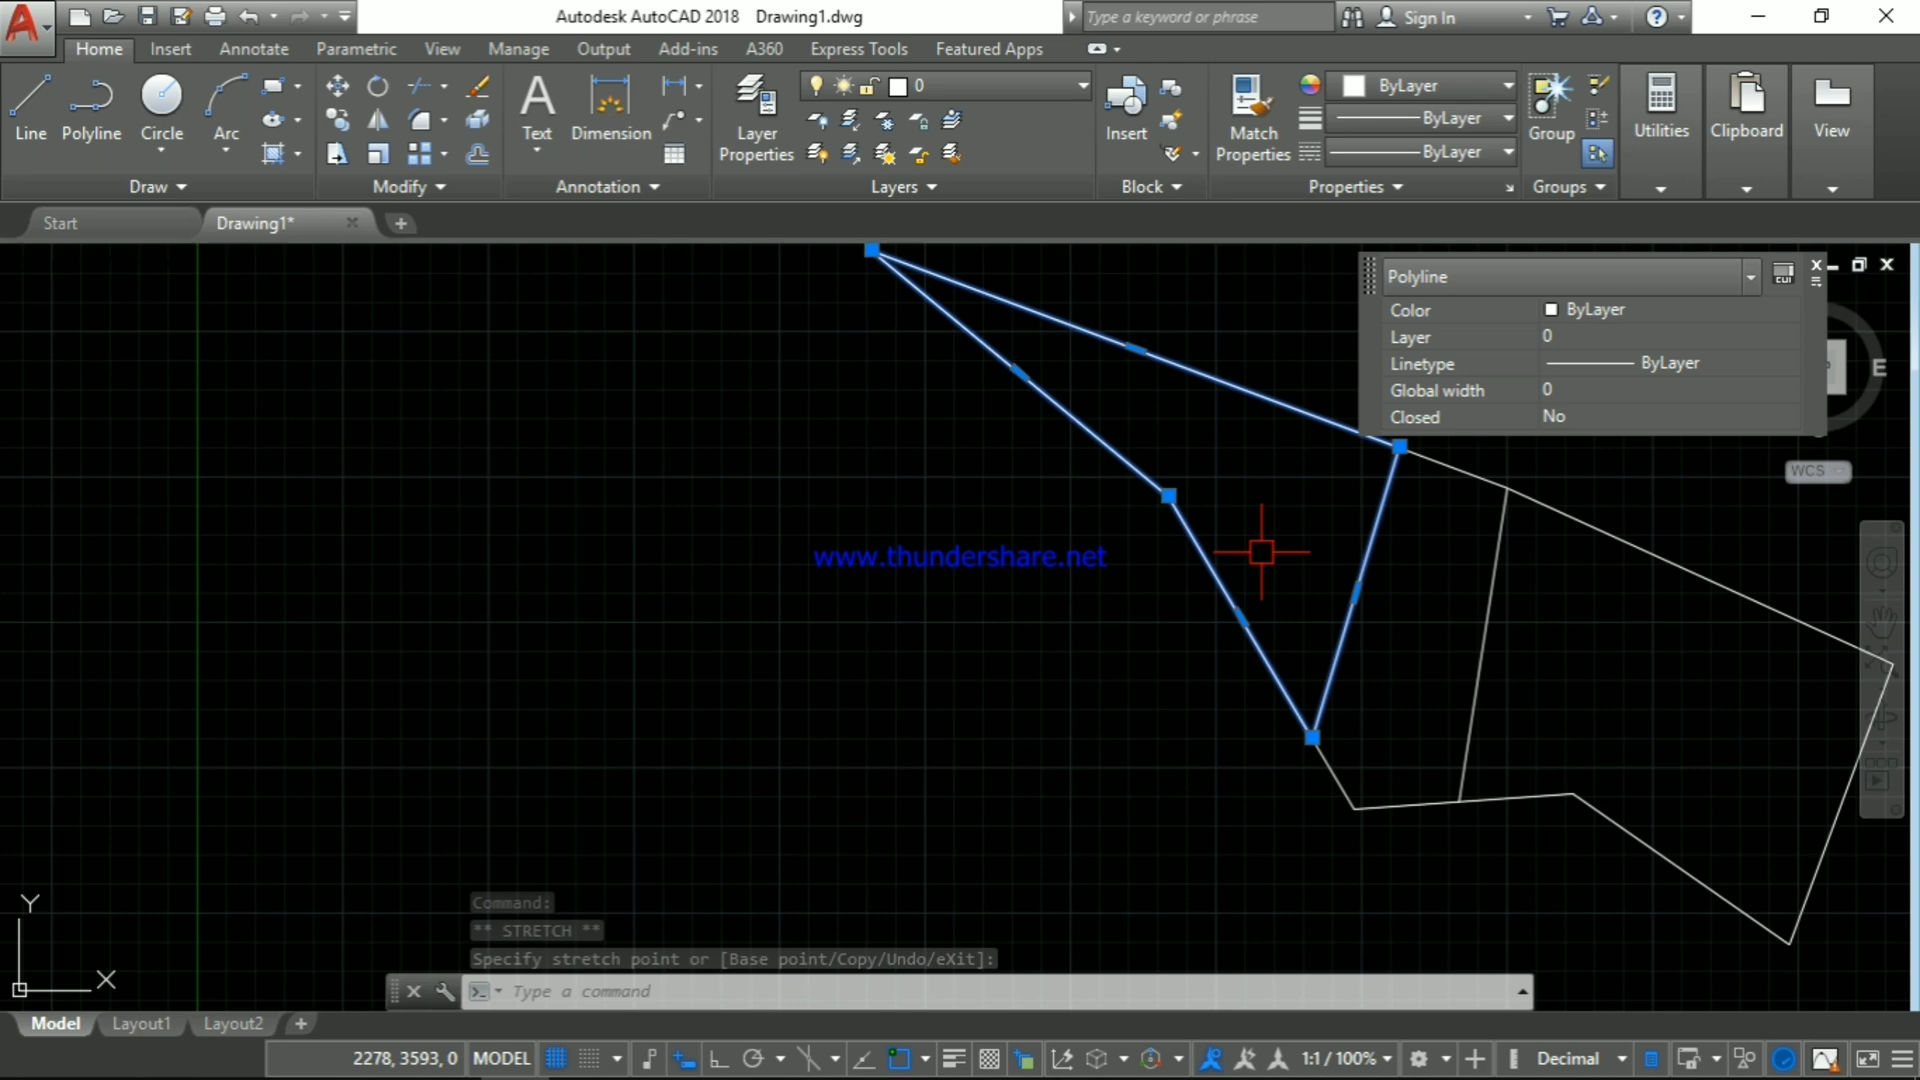 Autodesk AutoCAD 2018 Drawing1.dwg
Type a keyword or phrase
Sign In
Home Insert Annotate Parametric View Manage Output Add-ins A360 Express Tools Featured Apps
Line Polyline Circle Arc
Text Dimension
Layer Properties
0
Insert
Match Properties
ByLayer
ByLayer
ByLayer
Group
Utilities Clipboard View
Draw Modify Annotation Layers Block Properties Groups
Start Drawing1*
Polyline
CUI
Color ByLayer
Layer 0
Linetype ByLayer
Global width 0
Closed No
E
WCS
www.thundershare.net
Command:
** STRETCH **
Specify stretch point or [Base point/Copy/Undo/eXit]:
Type a command
Y
X
Model Layout1 Layout2
2278, 3593, 0 MODEL 1:1 / 100% Decimal